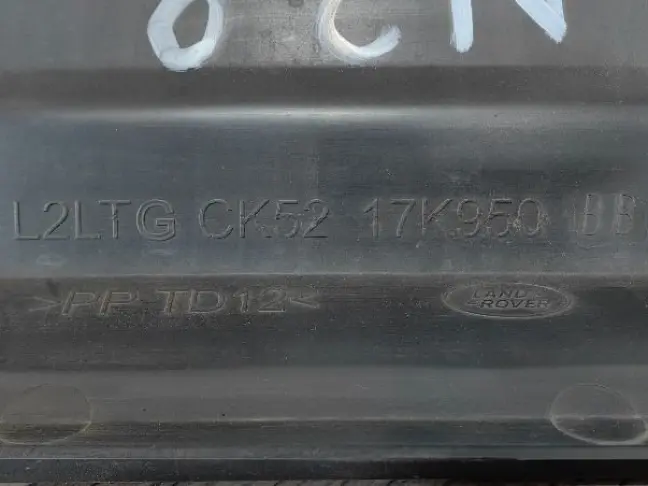 L2LTG CK52 17K950 BB
>PP TD12<
LAND
ROVER